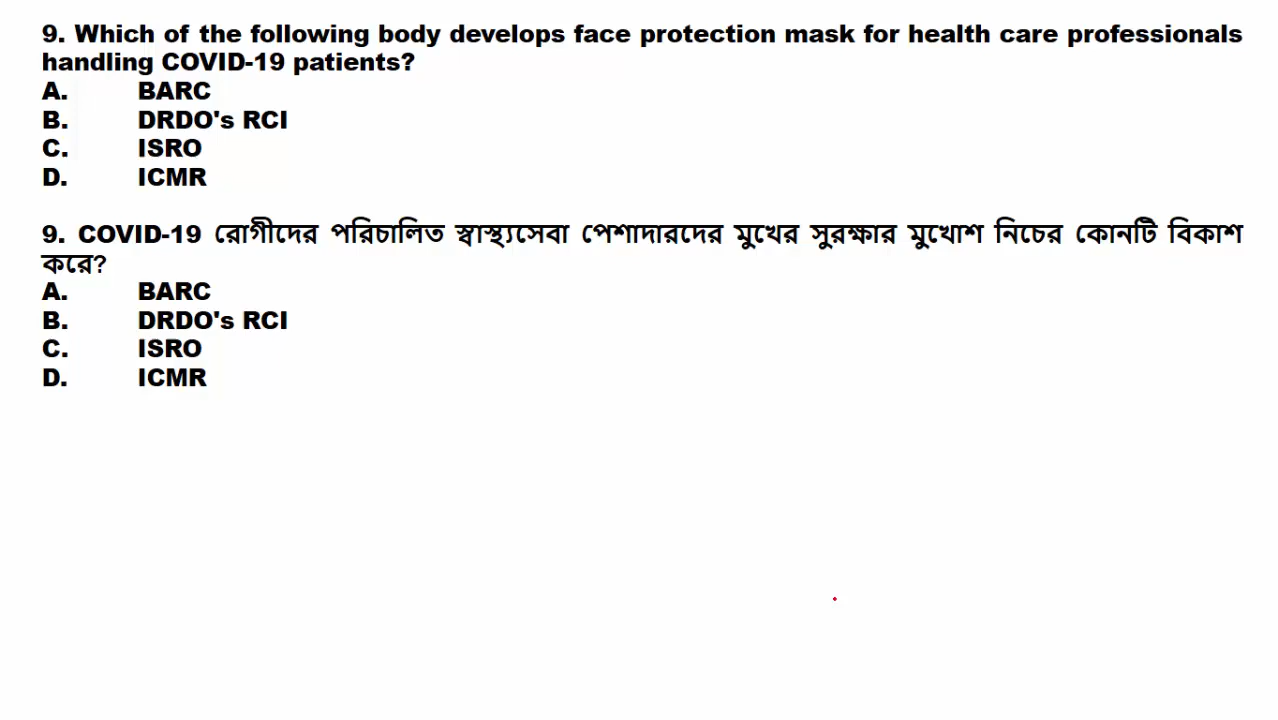 9. Which of the following body develops face protection mask for health care professionals
handling COVID-19 patients?
A. BARC
B. DRDO's RCI
C. ISRO
D. ICMR
9. COVID-19 রোগীদের পরিচালিত স্বাস্থ্যসেবা পেশাদারদের মুখের সুরক্ষার মুখোশ নিচের কোনটি বিকাশ
করে?
A. BARC
B. DRDO's RCI
C. ISRO
D. ICMR